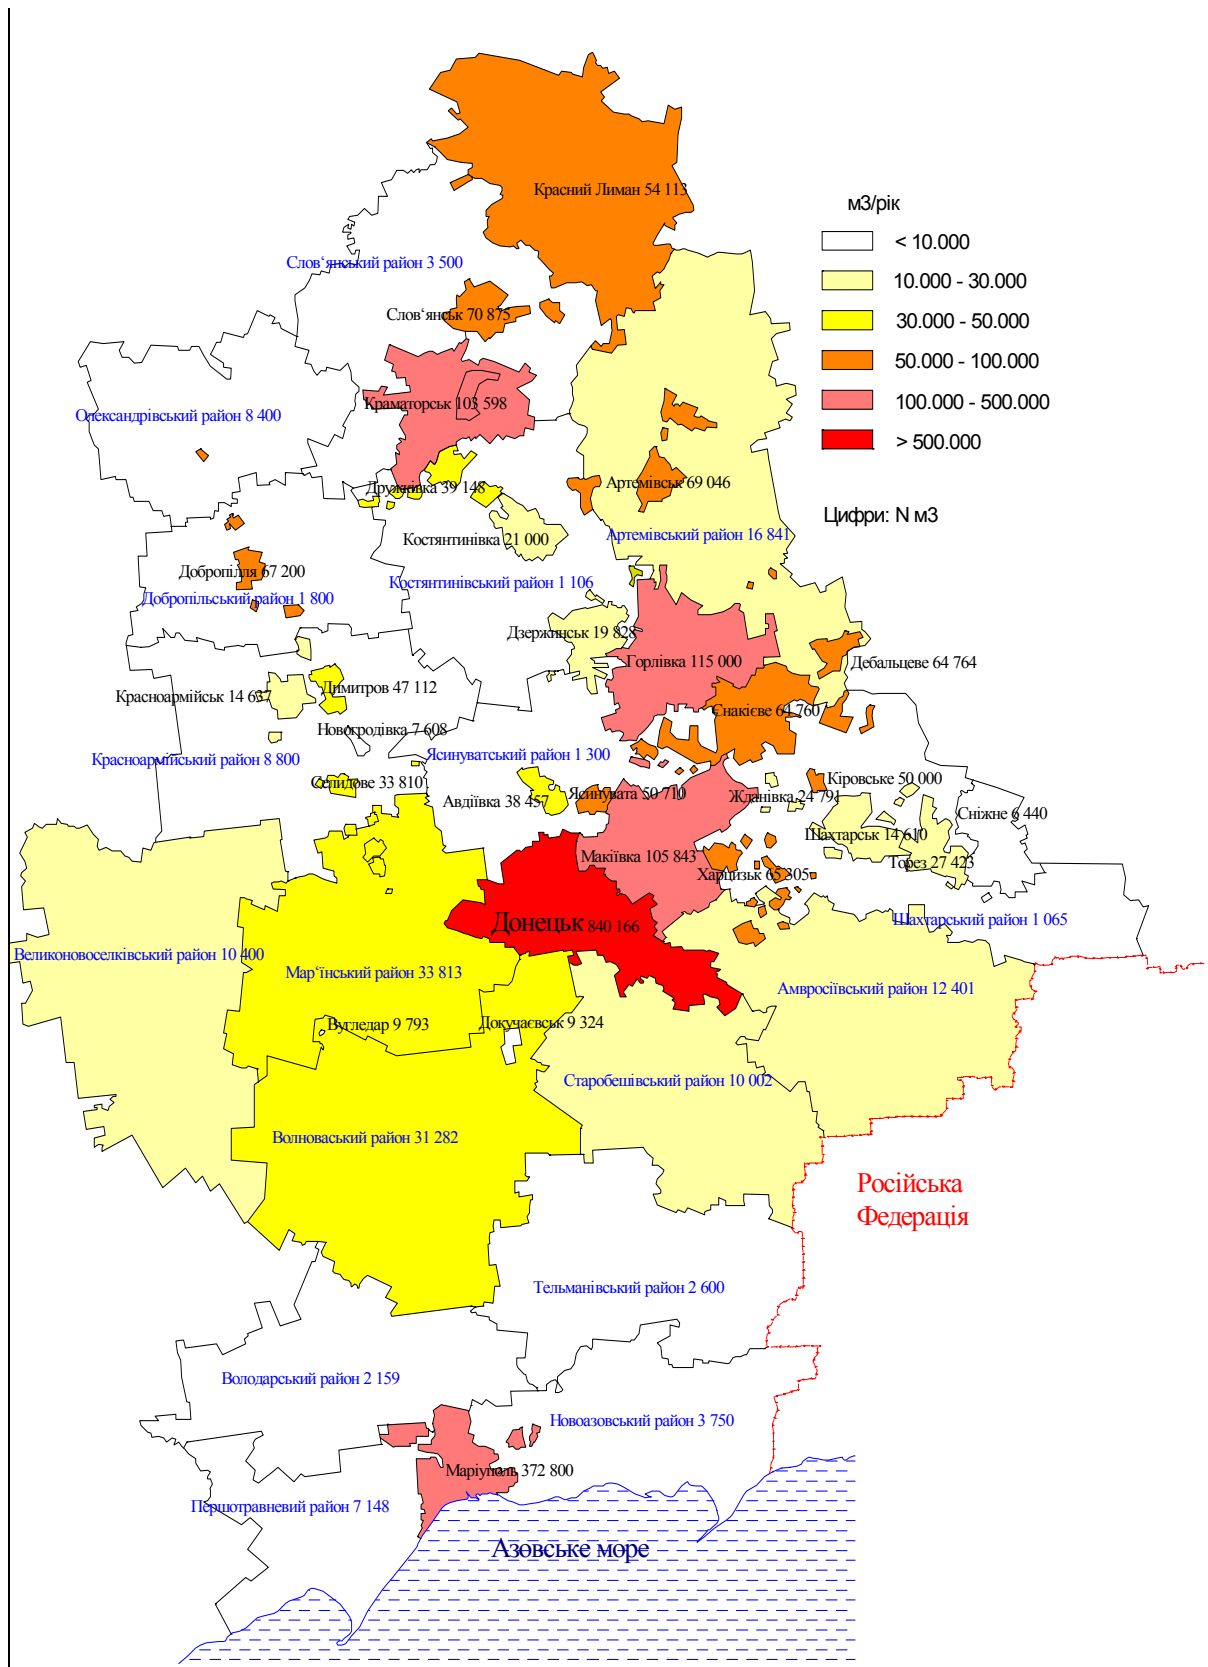 Красний Лиман 54 113
м3/рік
< 10.000
Слов‘янський район 3 500
10.000 - 30.000
Слов‘янськ 70 875
30.000 - 50.000
50.000 - 100.000
Краматорськ 103 598
100.000 - 500.000
Олександрівський район 8 400
> 500.000
Дружківка 39 148
Артемівськ 69 046
Цифри: N м3
Костянтинівка 21 000
Артемівський район 16 841
Добропілля 67 200
Костянтинівський район 1 106
Добропільський район 1 800
Дзержинськ 19 828
Горлівка 115 000
Дебальцеве 64 764
Димитров 47 112
Красноармійськ 14 637
Єнакієве 64 760
Новогродівка 7 608
Ясинуватський район 1 300
Красноармійський район 8 800
Селидове 33 810
Кіровське 50 000
Авдіївка 38 457
Ясинувата 50 710
Жданівка 24 791
Сніжне 6 440
Шахтарськ 14 610
Макіївка 105 843
Торез 27 423
Харцизьк 65 305
Донецьк 840 166
Шахтарський район 1 065
Великоновоселківський район 10 400
Мар‘їнський район 33 813
Амвросіївський район 12 401
Вугледар 9 793
Докучаєвськ 9 324
Старобешівський район 10 002
Волноваський район 31 282
Російська
Федерація
Тельманівський район 2 600
Володарський район 2 159
Новоазовський район 3 750
Маріуполь 372 800
Першотравневий район 7 148
Азовське море